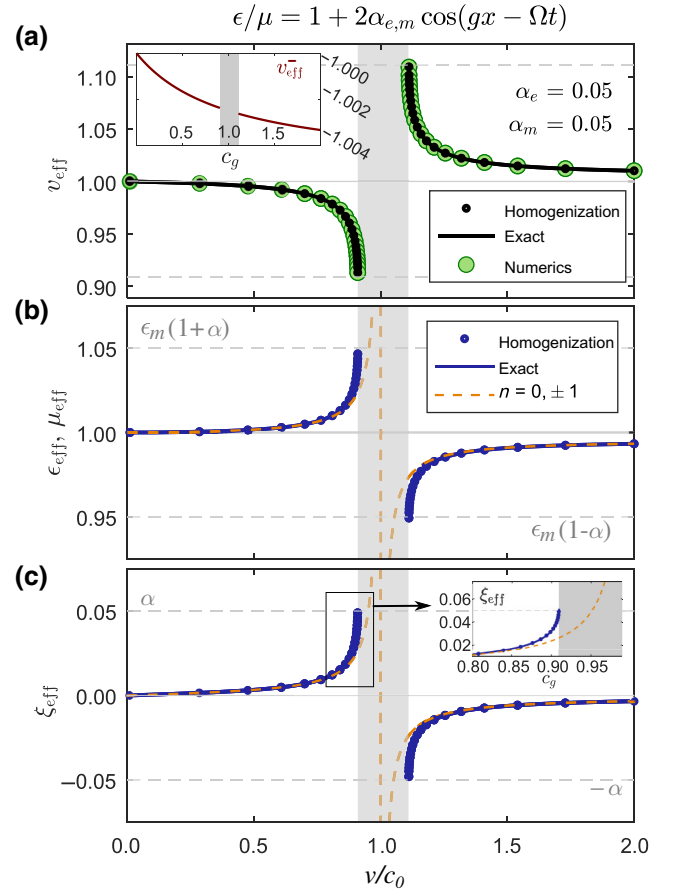 ϵ/μ = 1 + 2α_{e,m} cos(gx − Ωt)
(a)
v_eff
1.10
1.05
1.00
0.95
0.90
v⁻_eff
−1.000
−1.002
−1.004
0.5 1.0 1.5
c_g
α_e = 0.05
α_m = 0.05
Homogenization
Exact
Numerics
(b)
ϵ_eff, μ_eff
1.05
1.00
0.95
ϵ_m(1+α)
Homogenization
Exact
n = 0, ± 1
ϵ_m(1-α)
(c)
ξ_eff
0.05
0.00
−0.05
α
ξ_eff
0.06
0.04
0.02
0.80 0.85 0.90 0.95
c_g
−α
0.0 0.5 1.0 1.5 2.0
v/c_0